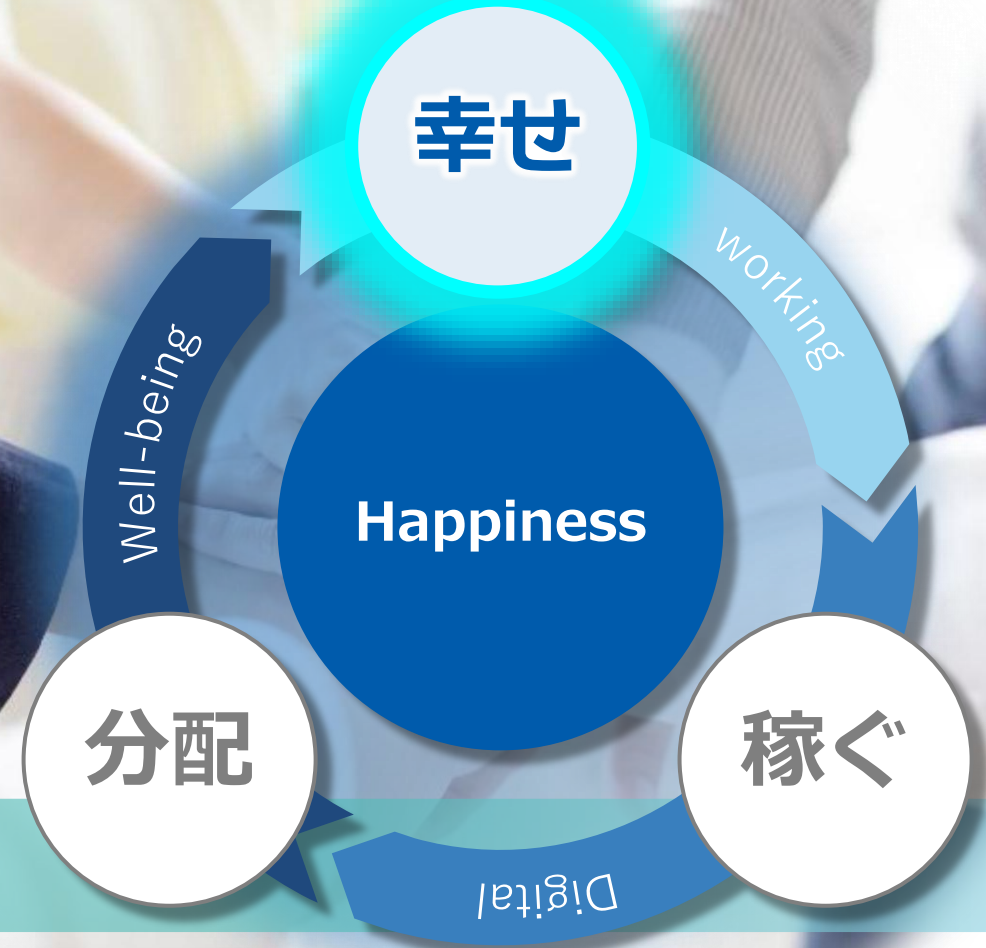 幸せ
working
Well-being
Happiness
分配
稼ぐ
Digital